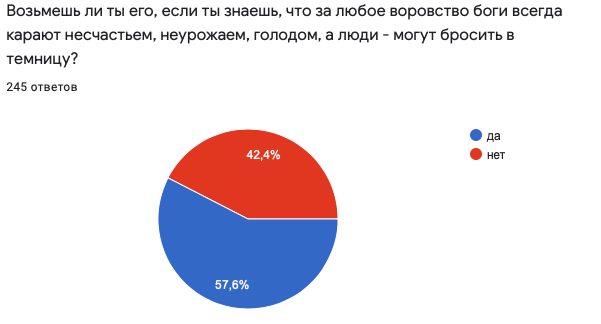 Возьмешь ли ты его, если ты знаешь, что за любое воровство боги всегда
карают несчастьем, неурожаем, голодом, а люди - могут бросить в
темницу?
245 ответов
42,4%
57,6%
да
нет